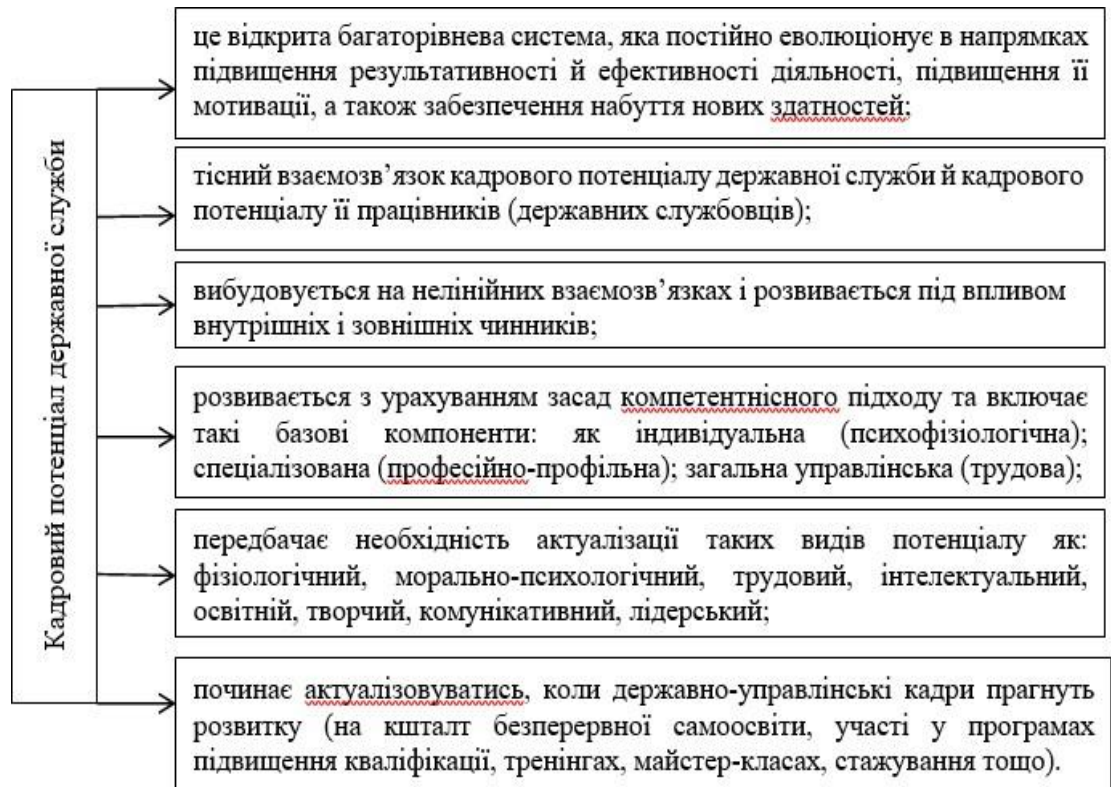 Кадровий потенціал державної служби
це відкрита багаторівнева система, яка постійно еволюціонує в напрямках
підвищення результативності й ефективності діяльності, підвищення її
мотивації, а також забезпечення набуття нових здатностей;
тісний взаємозв’язок кадрового потенціалу державної служби й кадрового
потенціалу її працівників (державних службовців);
вибудовується на нелінійних взаємозв’язках і розвивається під впливом
внутрішніх і зовнішніх чинників;
розвивається з урахуванням засад компетентнісного підходу та включає
такі базові компоненти: як індивідуальна (психофізіологічна);
спеціалізована (професійно-профільна); загальна управлінська (трудова);
передбачає необхідність актуалізації таких видів потенціалу як:
фізіологічний, морально-психологічний, трудовий, інтелектуальний,
освітній, творчий, комунікативний, лідерський;
починає актуалізовуватись, коли державно-управлінські кадри прагнуть
розвитку (на кшталт безперервної самоосвіти, участі у програмах
підвищення кваліфікації, тренінгах, майстер-класах, стажування тощо).